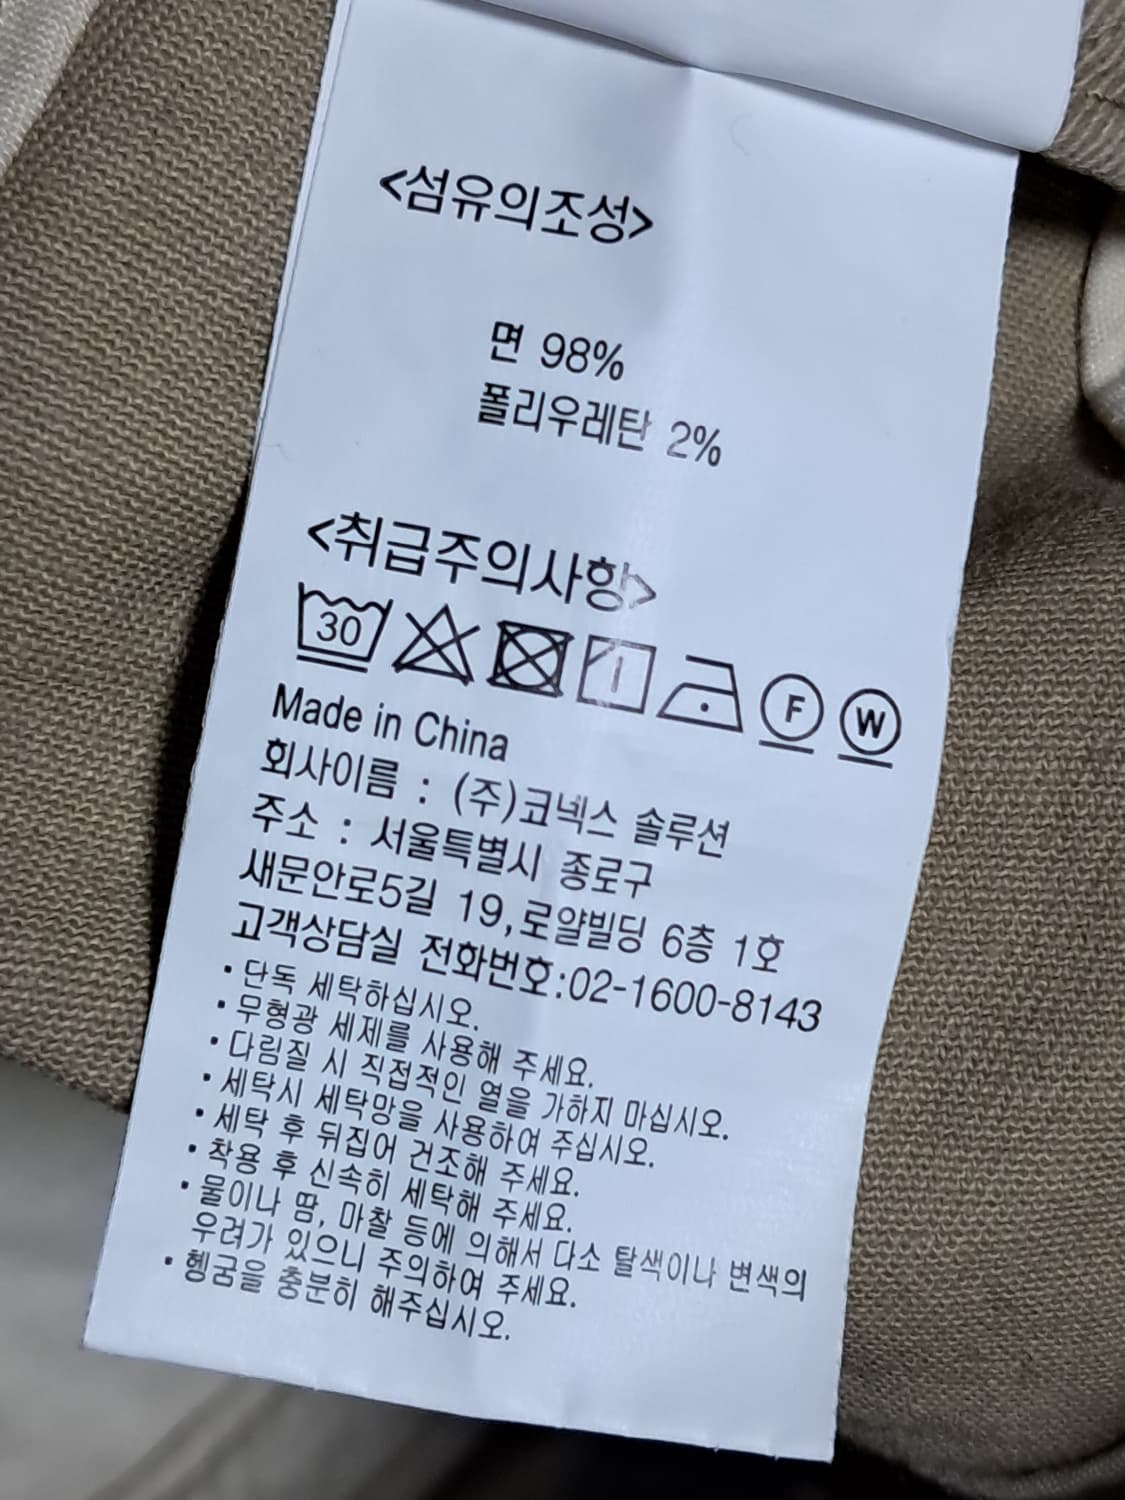 <섬유의조성>
면 98%
폴리우레탄 2%
<취급주의사항>
30
F W
Made in China
회사이름 : (주)코넥스 솔루션
주소 : 서울특별시 종로구
새문안로5길 19,로얄빌딩 6층 1호
고객상담실 전화번호:02-1600-8143
· 단독 세탁하십시오.
· 무형광 세제를 사용해 주세요.
· 다림질 시 직접적인 열을 가하지 마십시오.
· 세탁시 세탁망을 사용하여 주십시오.
· 세탁 후 뒤집어 건조해 주세요.
· 착용 후 신속히 세탁해 주세요.
· 물이나 땀, 마찰 등에 의해서 다소 탈색이나 변색의
우려가 있으니 주의하여 주세요.
· 헹굼을 충분히 해주십시오.